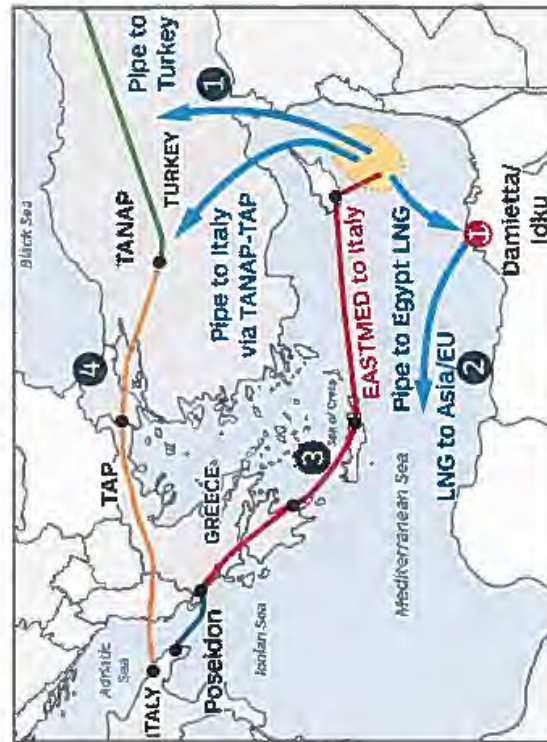 Black Sea
Pipe to
Turkey
1
TURKEY
TANAP
4
Pipe to Italy
via TANAP-TAP
TAP
GREECE
Adriatic
Sea
ITALY
Poseidon
Ionian Sea
3
Sea of Crete
EASTMED to Italy
Pipe to Egypt LNG
LNG to Asia/EU
2
Mediterranean Sea
Damietta/
Idku